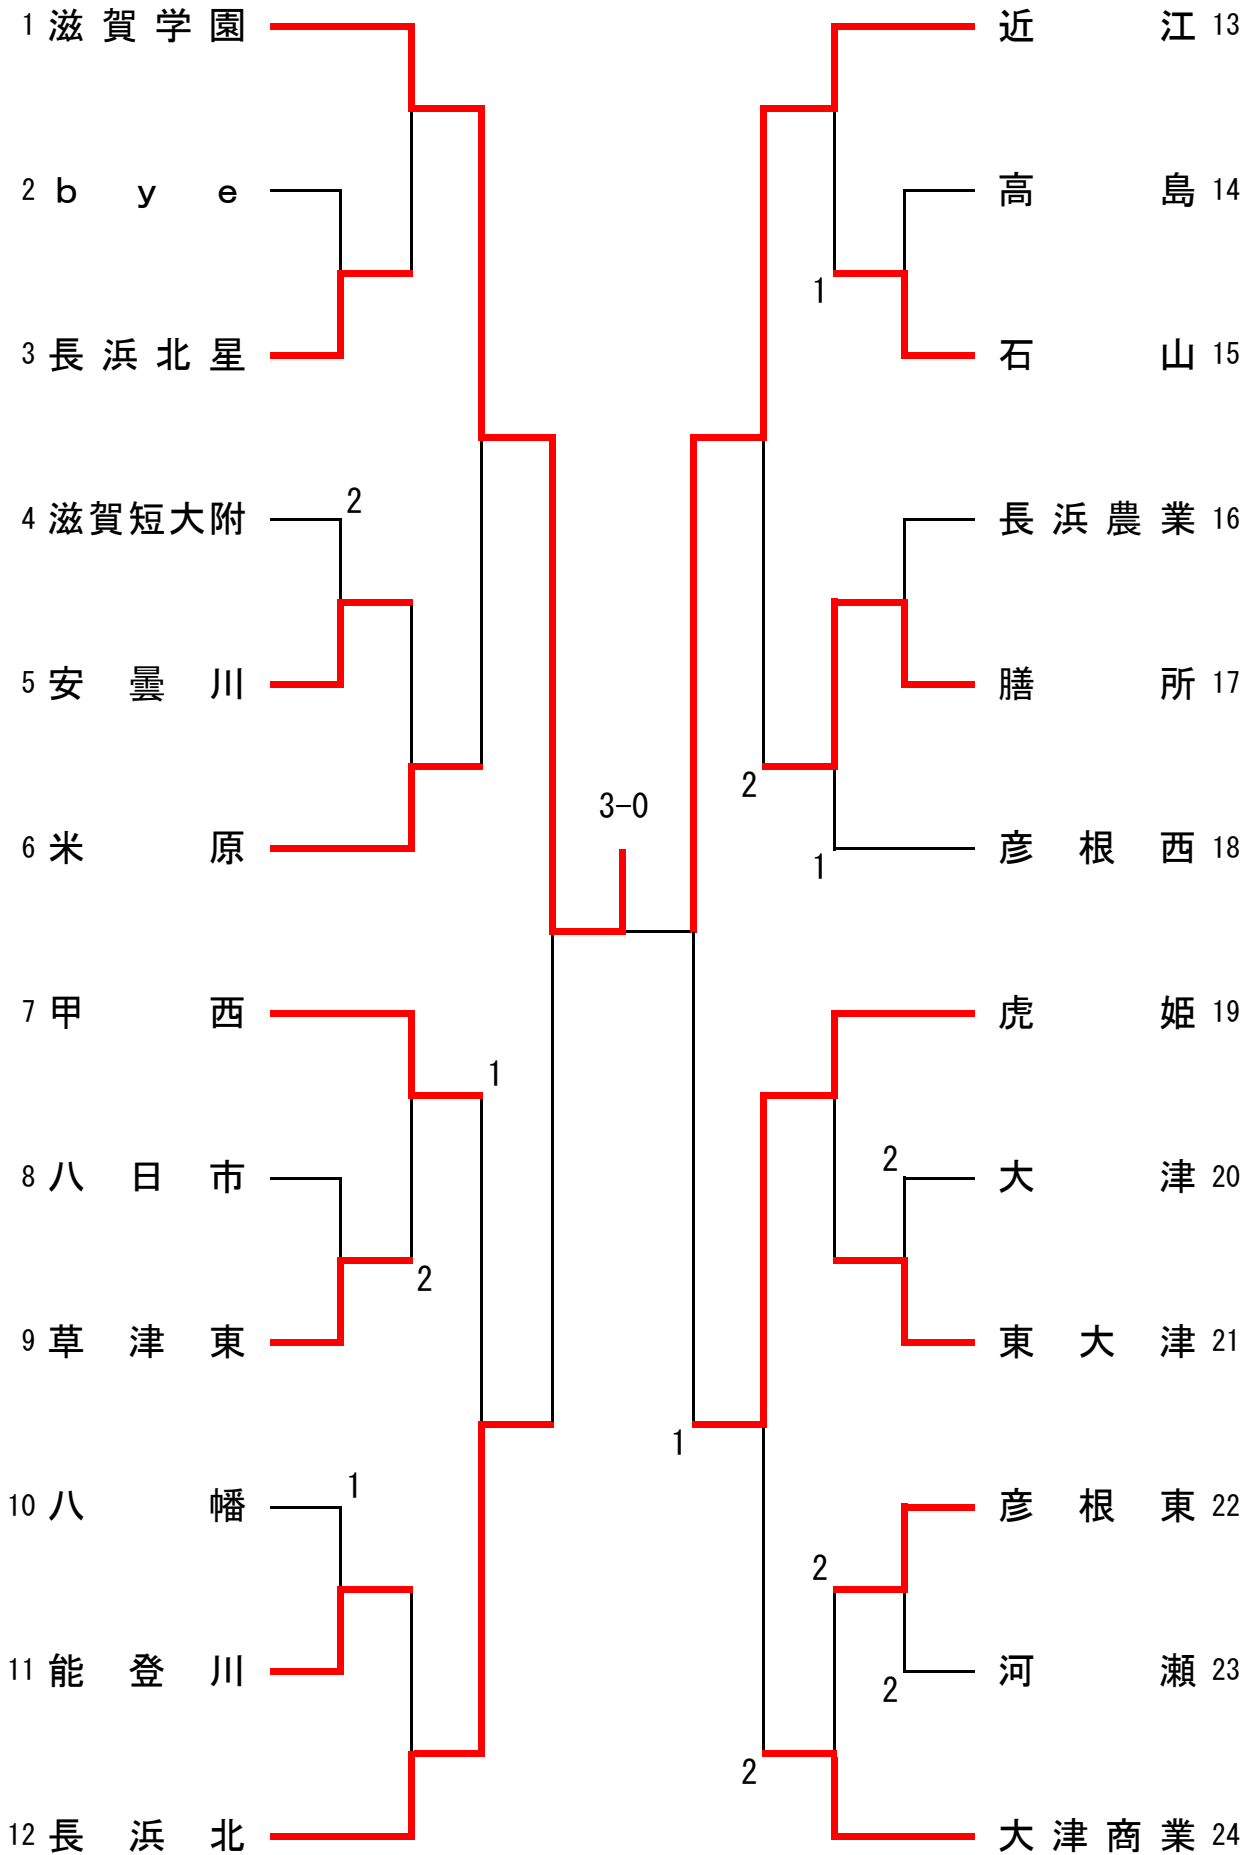 1 滋賀学園
2 ｂｙｅ
3 長浜北星
4 滋賀短大附
2
5 安曇川
6 米原
7 甲西
1
8 八日市
2
9 草津東
10 八幡
1
11 能登川
12 長浜北
3-0
近江 13
高島 14
1
石山 15
長浜農業 16
膳所 17
2
彦根西 18
1
虎姫 19
2
大津 20
東大津 21
1
彦根東 22
2
河瀬 23
2
2
大津商業 24